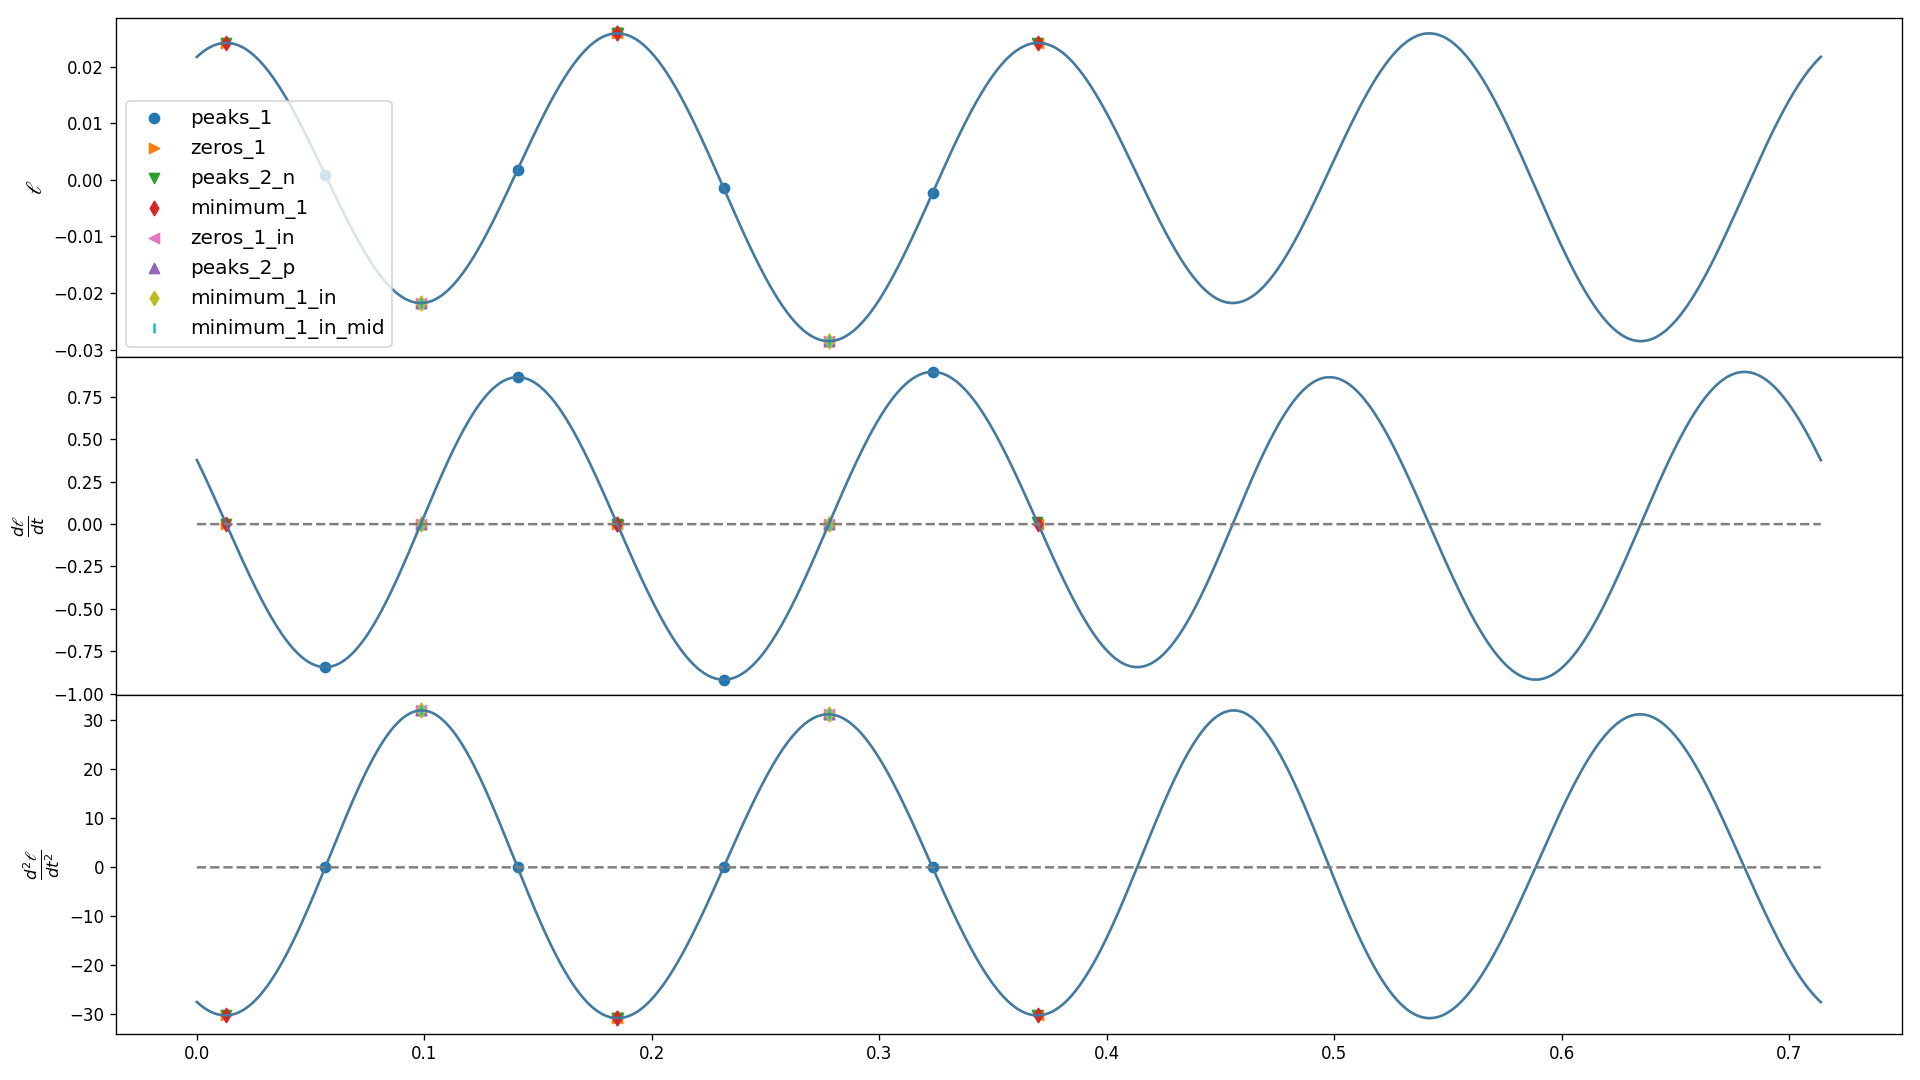 0.02
0.01
0.00
−0.01
−0.02
−0.03
ℓ
peaks_1
zeros_1
peaks_2_n
minimum_1
zeros_1_in
peaks_2_p
minimum_1_in
minimum_1_in_mid
0.75
0.50
0.25
0.00
−0.25
−0.50
−0.75
−1.00
dℓ
dt
30
20
10
0
−10
−20
−30
d²ℓ
dt²
0.0 0.1 0.2 0.3 0.4 0.5 0.6 0.7